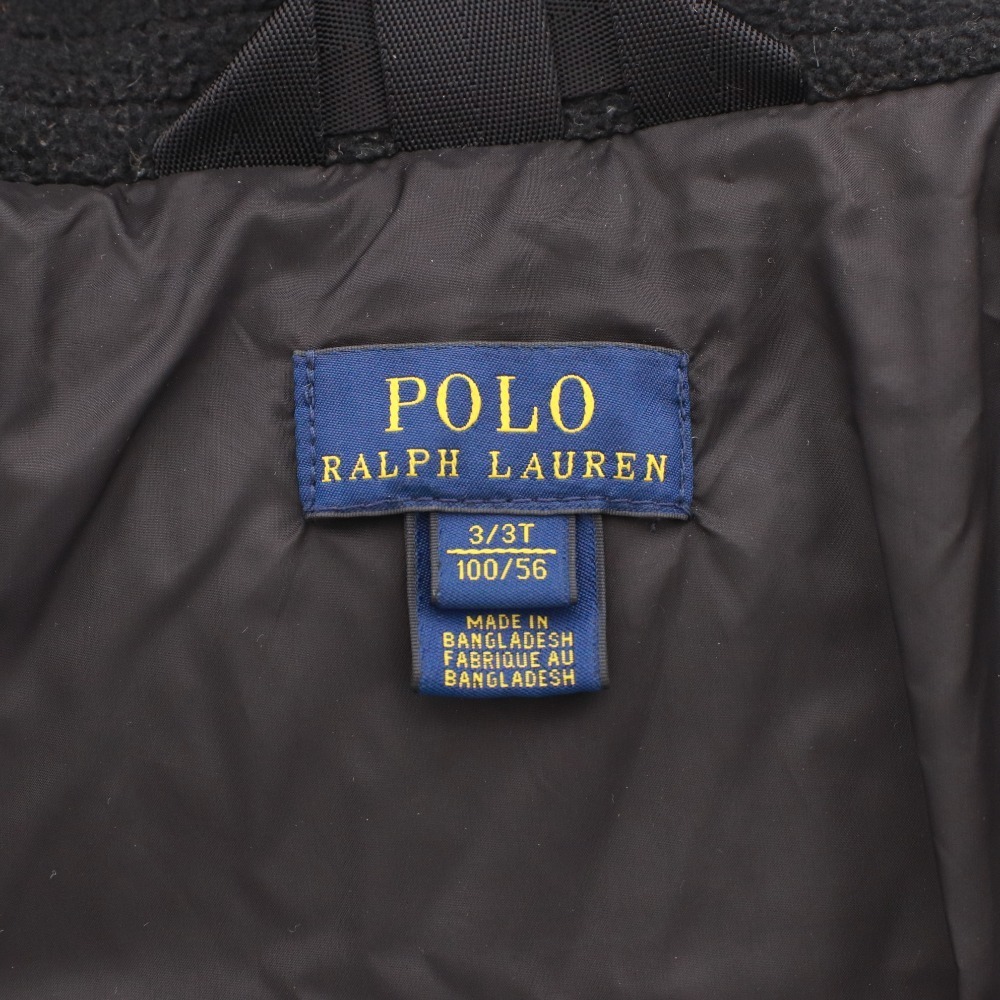 POLO
RALPH LAUREN
3/3T
100/56
MADE IN
BANGLADESH
FABRIQUE AU
BANGLADESH